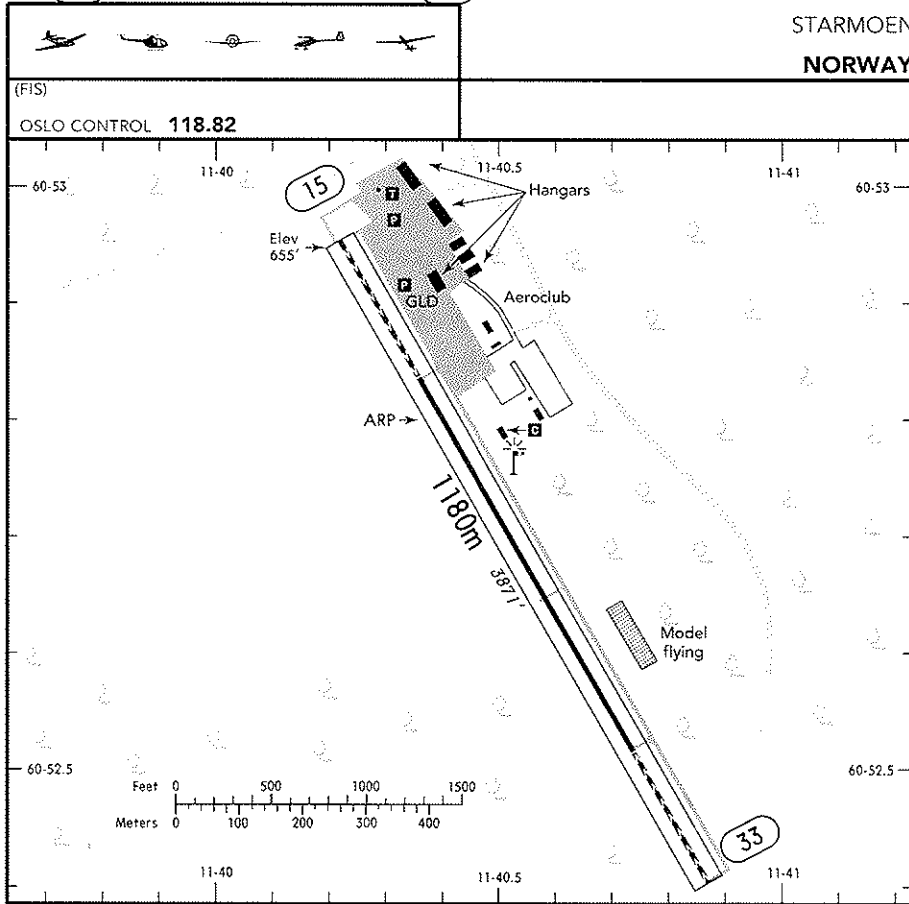 STARMOEN
NORWAY
(FIS)
OSLO CONTROL 118.82
11-40
11-40.5
11-41
60-53
60-53
15
T
P
Hangars
Elev
655'
P
GLD
Aeroclub
ARP
C
1180m
3871'
Model
flying
60-52.5
60-52.5
Feet 0 500 1000 1500
Meters 0 100 200 300 400
33
11-40
11-40.5
11-41